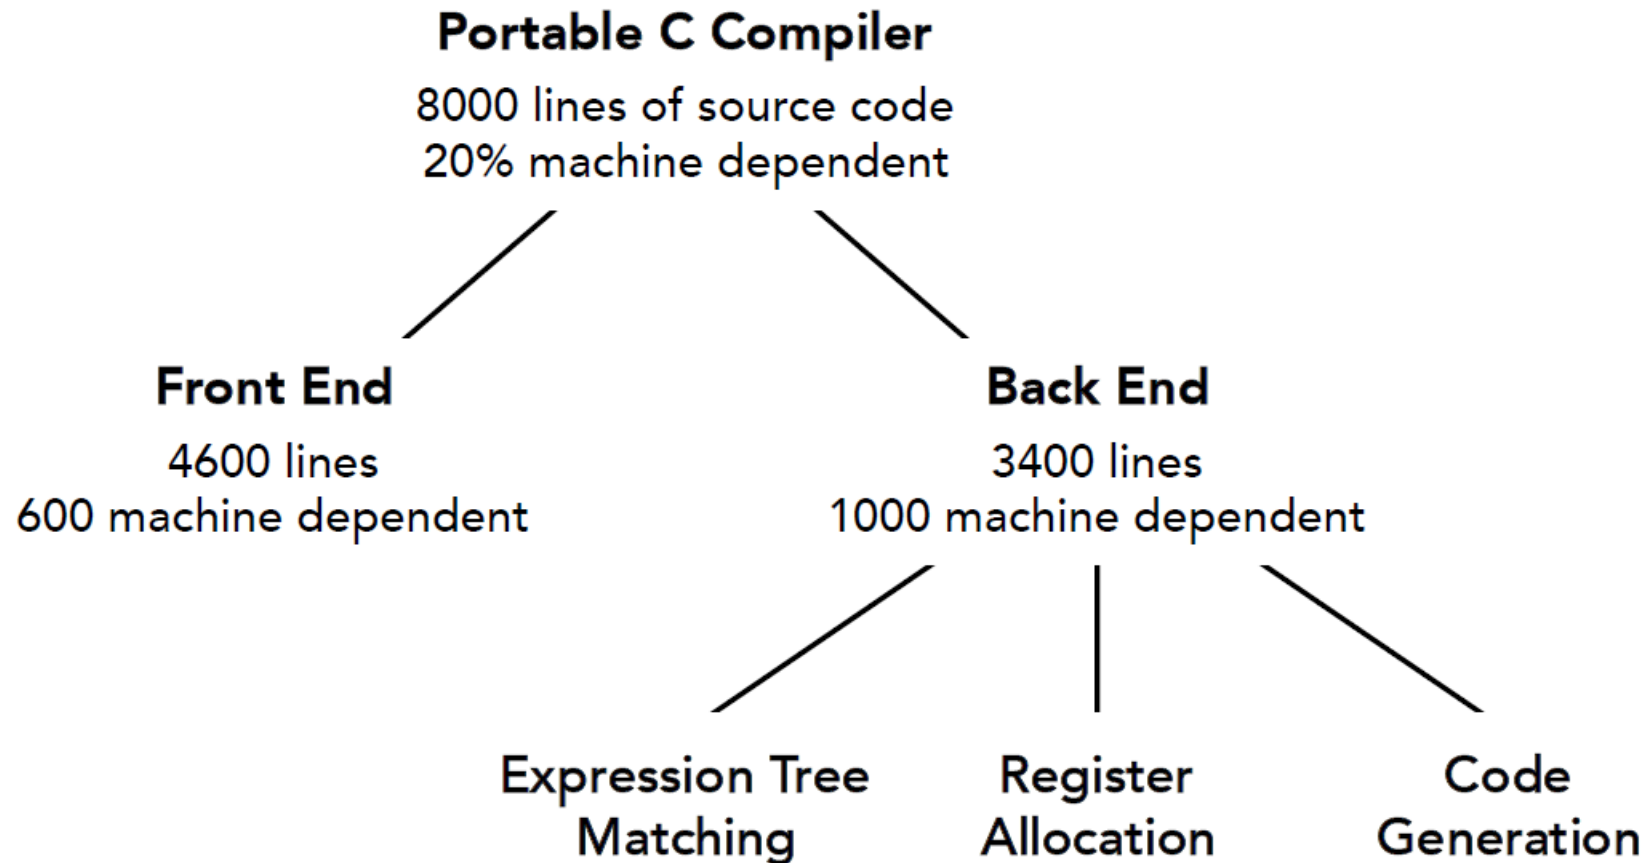 Portable C Compiler
8000 lines of source code
20% machine dependent
Front End
4600 lines
600 machine dependent
Back End
3400 lines
1000 machine dependent
Expression Tree
Matching
Register
Allocation
Code
Generation